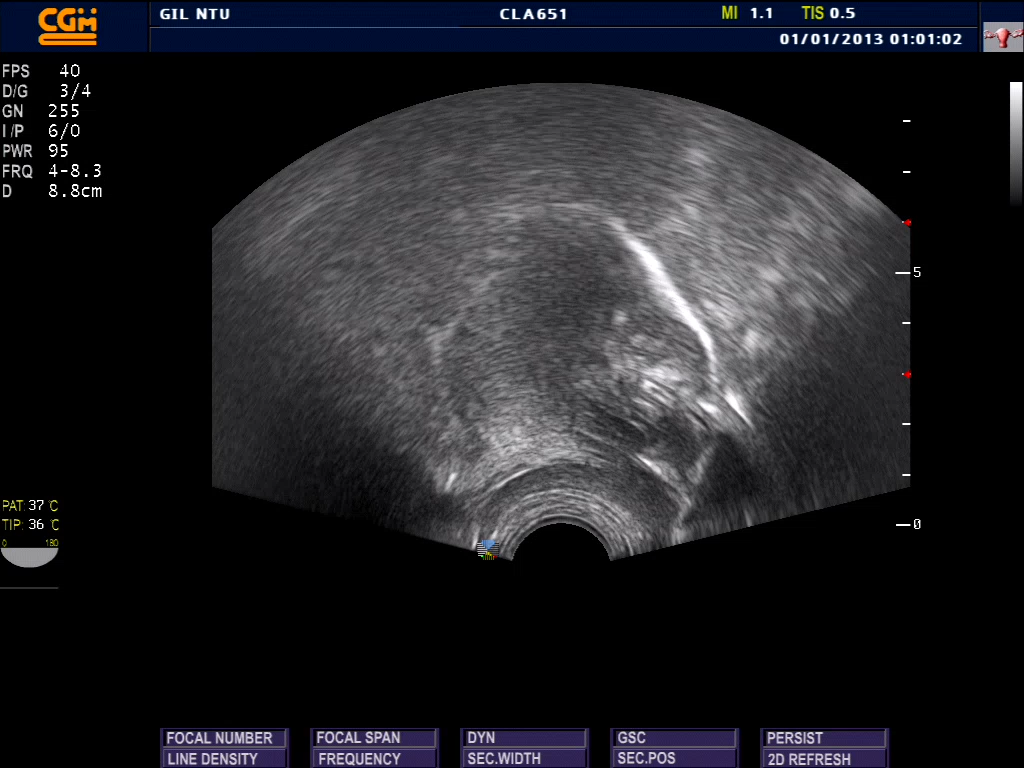 CGM
GIL NTU
CLA651
MI 1.1 TIS 0.5
01/01/2013 01:01:02
FPS 40
D/G 3/4
GN 255
I/P 6/0
PWR 95
FRQ 4-8.3
D 8.8cm
5
PAT: 37 °C
TIP: 36 °C
0 180
0
FOCAL NUMBER
LINE DENSITY
FOCAL SPAN
FREQUENCY
DYN
SEC.WIDTH
GSC
SEC.POS
PERSIST
2D REFRESH